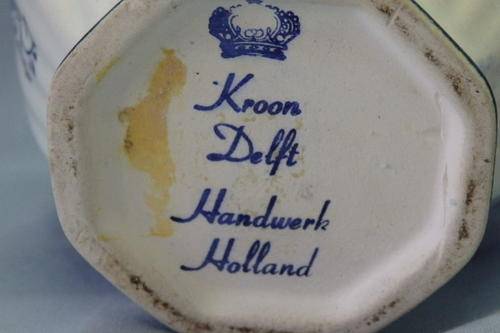 Kroon
Delft
Handwerk
Holland